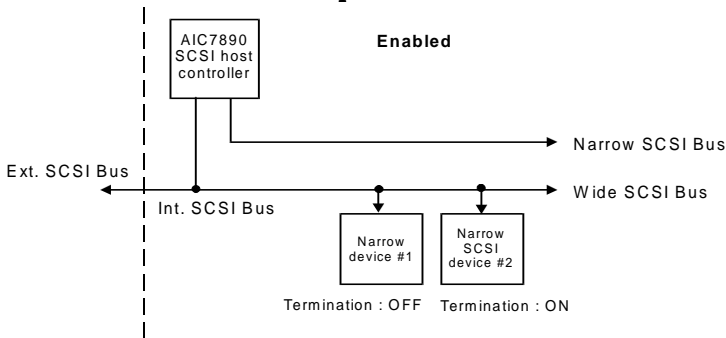 AIC7890
SCSI host
controller
Enabled
Narrow SCSI Bus
Ext. SCSI Bus
Wide SCSI Bus
Int. SCSI Bus
Narrow
device #1
Narrow
SCSI
device #2
Termination : OFF
Termination : ON